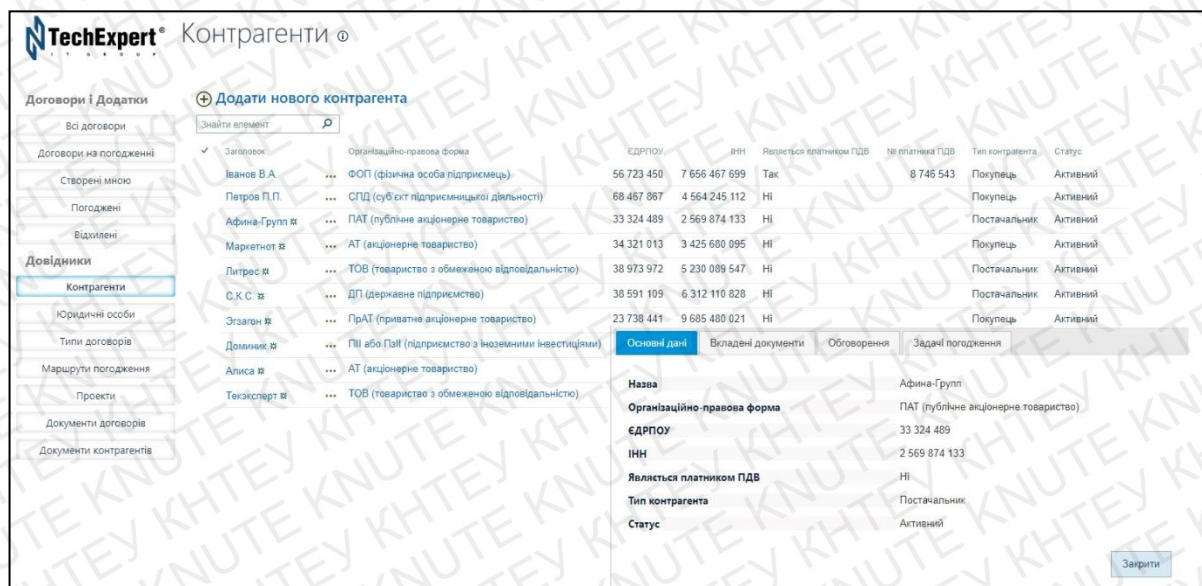 TechExpert®
IT GROUP
Контрагенти
Договори і Додатки
Всі договори
Договори на погодженні
Створені мною
Погоджені
Відхилені
Довідники
Контрагенти
Юридичні особи
Типи договорів
Маршрути погодження
Проекти
Документи договорів
Документи контрагентів
Додати нового контрагента
Знайти елемент
Заголовок Організаційно-правова форма ЄДРПОУ ІНН Являється платником ПДВ № платника ПДВ Тип контрагента Статус
Іванов В.А. ... ФОП (фізична особа підприємець) 56 723 450 7 656 467 699 Так 8 746 543 Покупець Активний
Петров П.П. ... СПД (суб'єкт підприємницької діяльності) 68 467 867 4 564 245 112 Ні Покупець Активний
Афина-Групп ... ПАТ (публічне акціонерне товариство) 33 324 489 2 569 874 133 Ні Постачальник Активний
Маркетнот ... АТ (акціонерне товариство) 34 321 013 3 425 680 095 Ні Покупець Активний
Литрес ... ТОВ (товариство з обмеженою відповідальністю) 38 973 972 5 230 089 547 Ні Постачальник Активний
С.К.С. ... ДП (державне підприємство) 38 591 109 6 312 110 828 Ні Постачальник Активний
Эгзагон ... ПрАТ (приватне акціонерне товариство) 23 738 441 9 685 480 021 Ні Покупець Активний
Доминик ... ПІІ або ПзІІ (підприємство з іноземними інвестиціями)
Алиса ... АТ (акціонерне товариство)
Текэксперт ... ТОВ (товариство з обмеженою відповідальністю)
Основні дані Вкладені документи Обговорення Задачі погодження
Назва Афина-Групп
Організаційно-правова форма ПАТ (публічне акціонерне товариство)
ЄДРПОУ 33 324 489
ІНН 2 569 874 133
Являється платником ПДВ Ні
Тип контрагента Постачальник
Статус Активний
Закрити